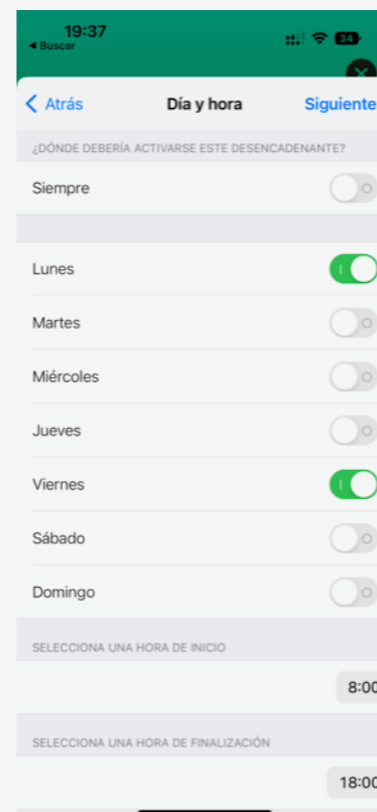 19:37
◀ Buscar
34
Atrás
Día y hora
Siguiente
¿DÓNDE DEBERÍA ACTIVARSE ESTE DESENCADENANTE?
Siempre
Lunes
Martes
Miércoles
Jueves
Viernes
Sábado
Domingo
SELECCIONA UNA HORA DE INICIO
8:00
SELECCIONA UNA HORA DE FINALIZACIÓN
18:00